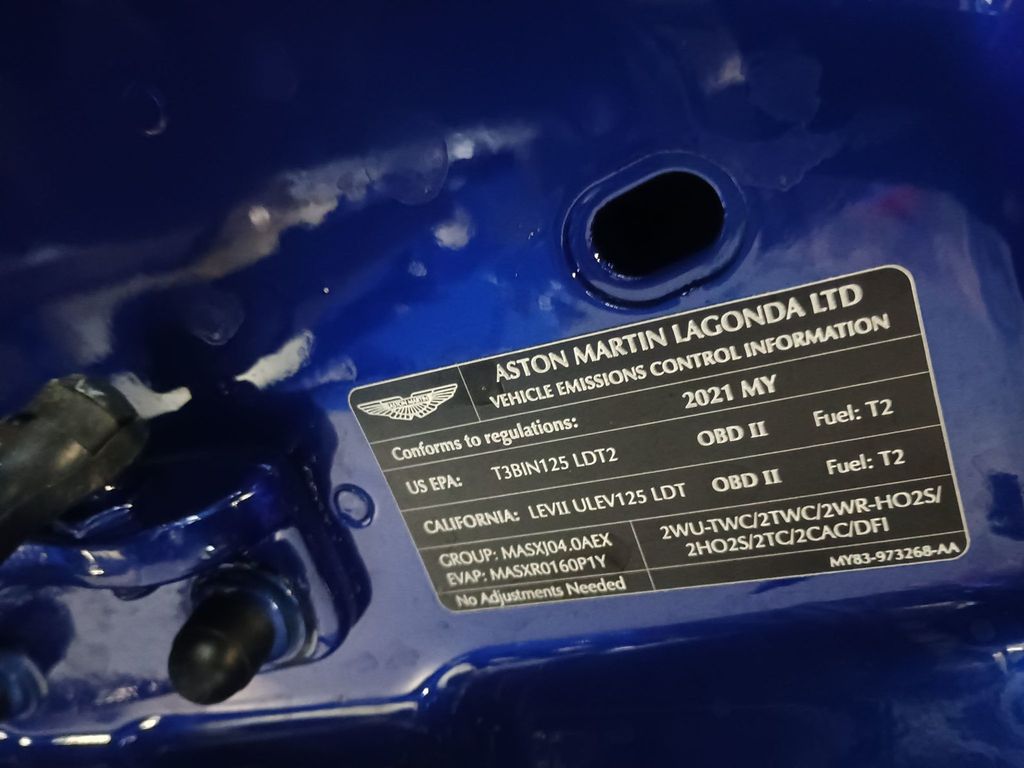 ASTON MARTIN LAGONDA LTD
VEHICLE EMISSIONS CONTROL INFORMATION
ASTON MARTIN
Conforms to regulations: 2021 MY
US EPA: T3BIN125 LDT2 OBD II Fuel: T2
CALIFORNIA: LEVII ULEV125 LDT OBD II Fuel: T2
GROUP: MASXJ04.0AEX
EVAP: MASXR0160P1Y
No Adjustments Needed
2WU-TWC/2TWC/2WR-HO2S/
2HO2S/2TC/2CAC/DFI
MY83-973268-AA